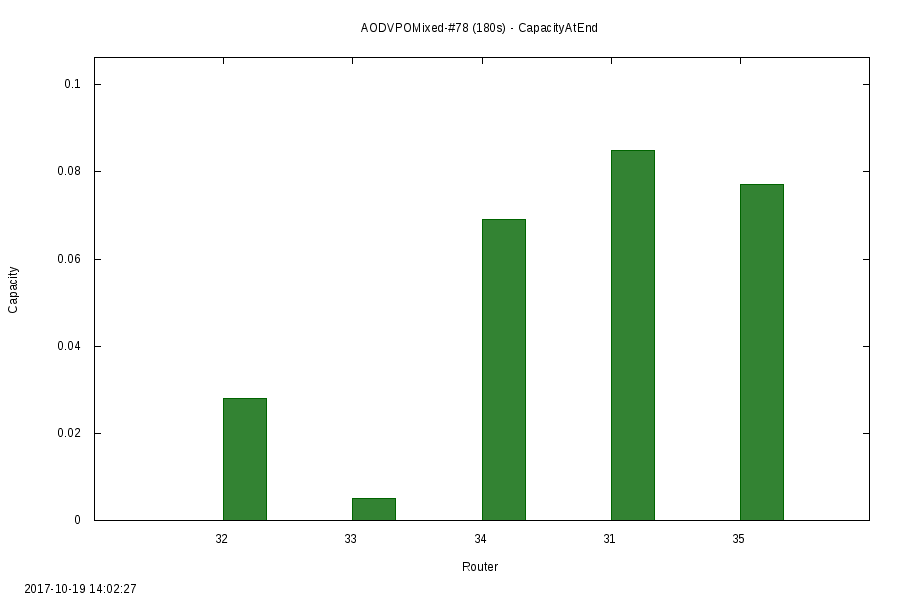 AODVPOMixed-#78 (180s) - CapacityAtEnd
0.1
0.08
0.06
0.04
0.02
0
Capacity
32 33 34 31 35
Router
2017-10-19 14:02:27